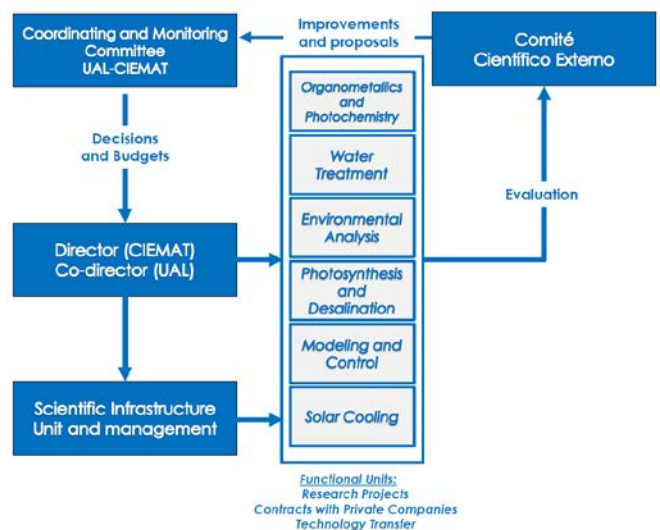 Coordinating and Monitoring
Committee
UAL-CIEMAT
Improvements
and proposals
Comité
Científico Externo
Decisions
and Budgets
Organometallics
and
Photochemistry
Water
Treatment
Environmental
Analysis
Photosynthesis
and
Desalination
Modeling and
Control
Solar Cooling
Evaluation
Director (CIEMAT)
Co-director (UAL)
Scientific Infrastructure
Unit and management
Functional Units:
Research Projects
Contracts with Private Companies
Technology Transfer